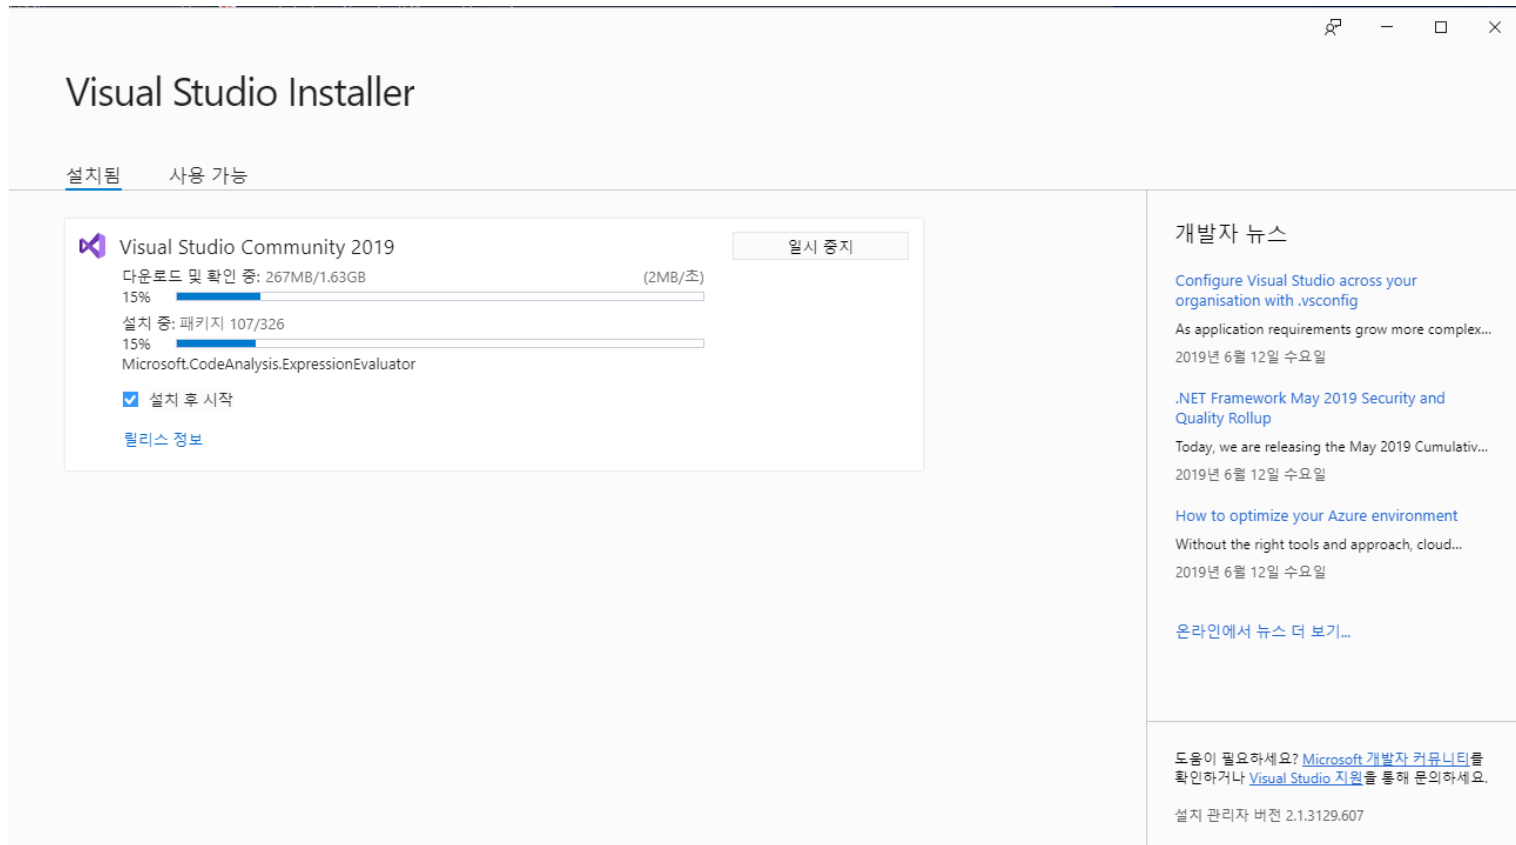 Visual Studio Installer
설치됨 사용 가능
Visual Studio Community 2019
일시 중지
다운로드 및 확인 중: 267MB/1.63GB (2MB/초)
15%
설치 중: 패키지 107/326
15%
Microsoft.CodeAnalysis.ExpressionEvaluator
설치 후 시작
릴리스 정보
개발자 뉴스
Configure Visual Studio across your
organisation with .vsconfig
As application requirements grow more complex...
2019년 6월 12일 수요일
.NET Framework May 2019 Security and
Quality Rollup
Today, we are releasing the May 2019 Cumulativ...
2019년 6월 12일 수요일
How to optimize your Azure environment
Without the right tools and approach, cloud...
2019년 6월 12일 수요일
온라인에서 뉴스 더 보기...
도움이 필요하세요? Microsoft 개발자 커뮤니티를
확인하거나 Visual Studio 지원을 통해 문의하세요.
설치 관리자 버전 2.1.3129.607